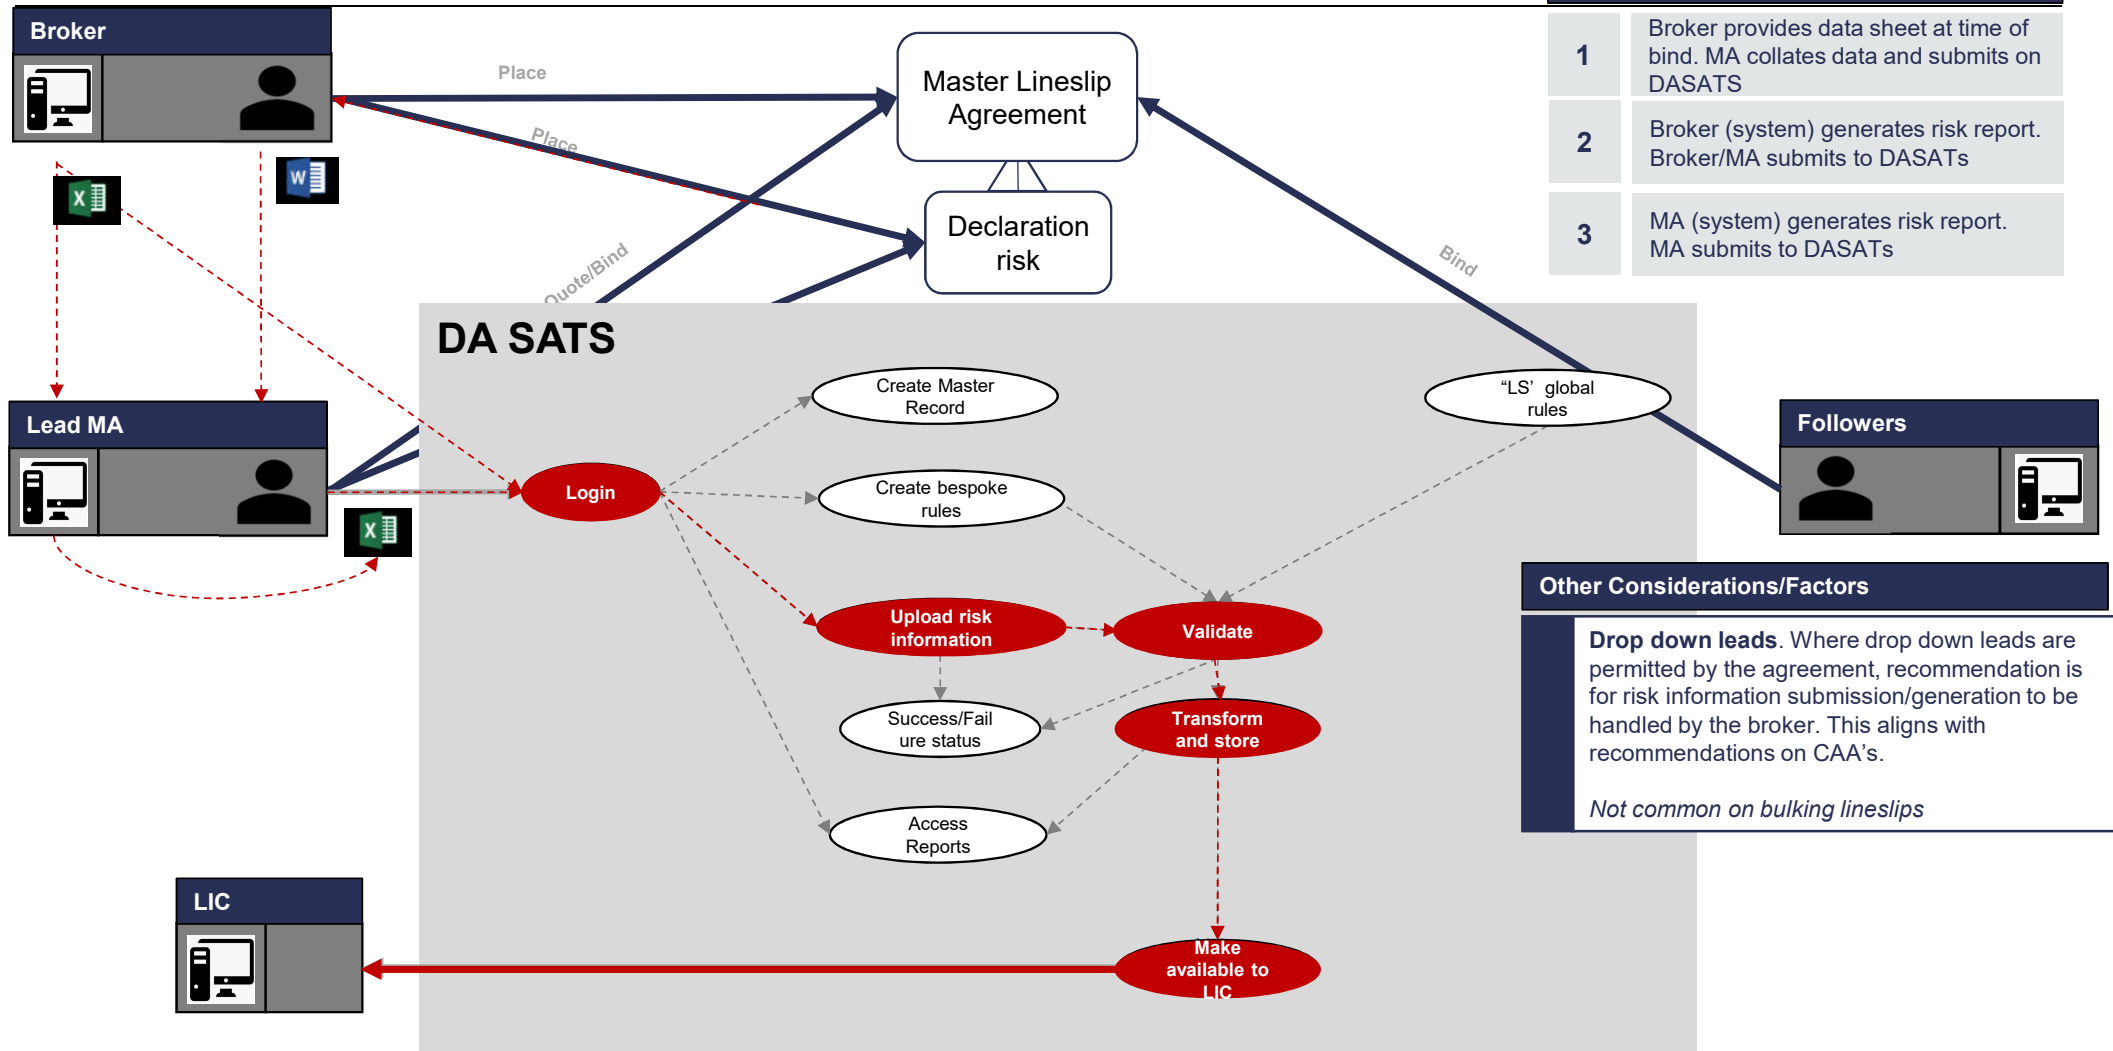 Broker
Place
Place
Quote/Bind
Bind
Master Lineslip
Agreement
Declaration
risk
1
Broker provides data sheet at time of
bind. MA collates data and submits on
DASATS
2
Broker (system) generates risk report.
Broker/MA submits to DASATs
3
MA (system) generates risk report.
MA submits to DASATs
W
X
DA SATS
Create Master
Record
“LS’ global
rules
Lead MA
X
Login
Create bespoke
rules
Followers
Upload risk
information
Validate
Success/Fail
ure status
Transform
and store
Access
Reports
Make
available to
LIC
LIC
Other Considerations/Factors
Drop down leads. Where drop down leads are
permitted by the agreement, recommendation is
for risk information submission/generation to be
handled by the broker. This aligns with
recommendations on CAA’s.
Not common on bulking lineslips